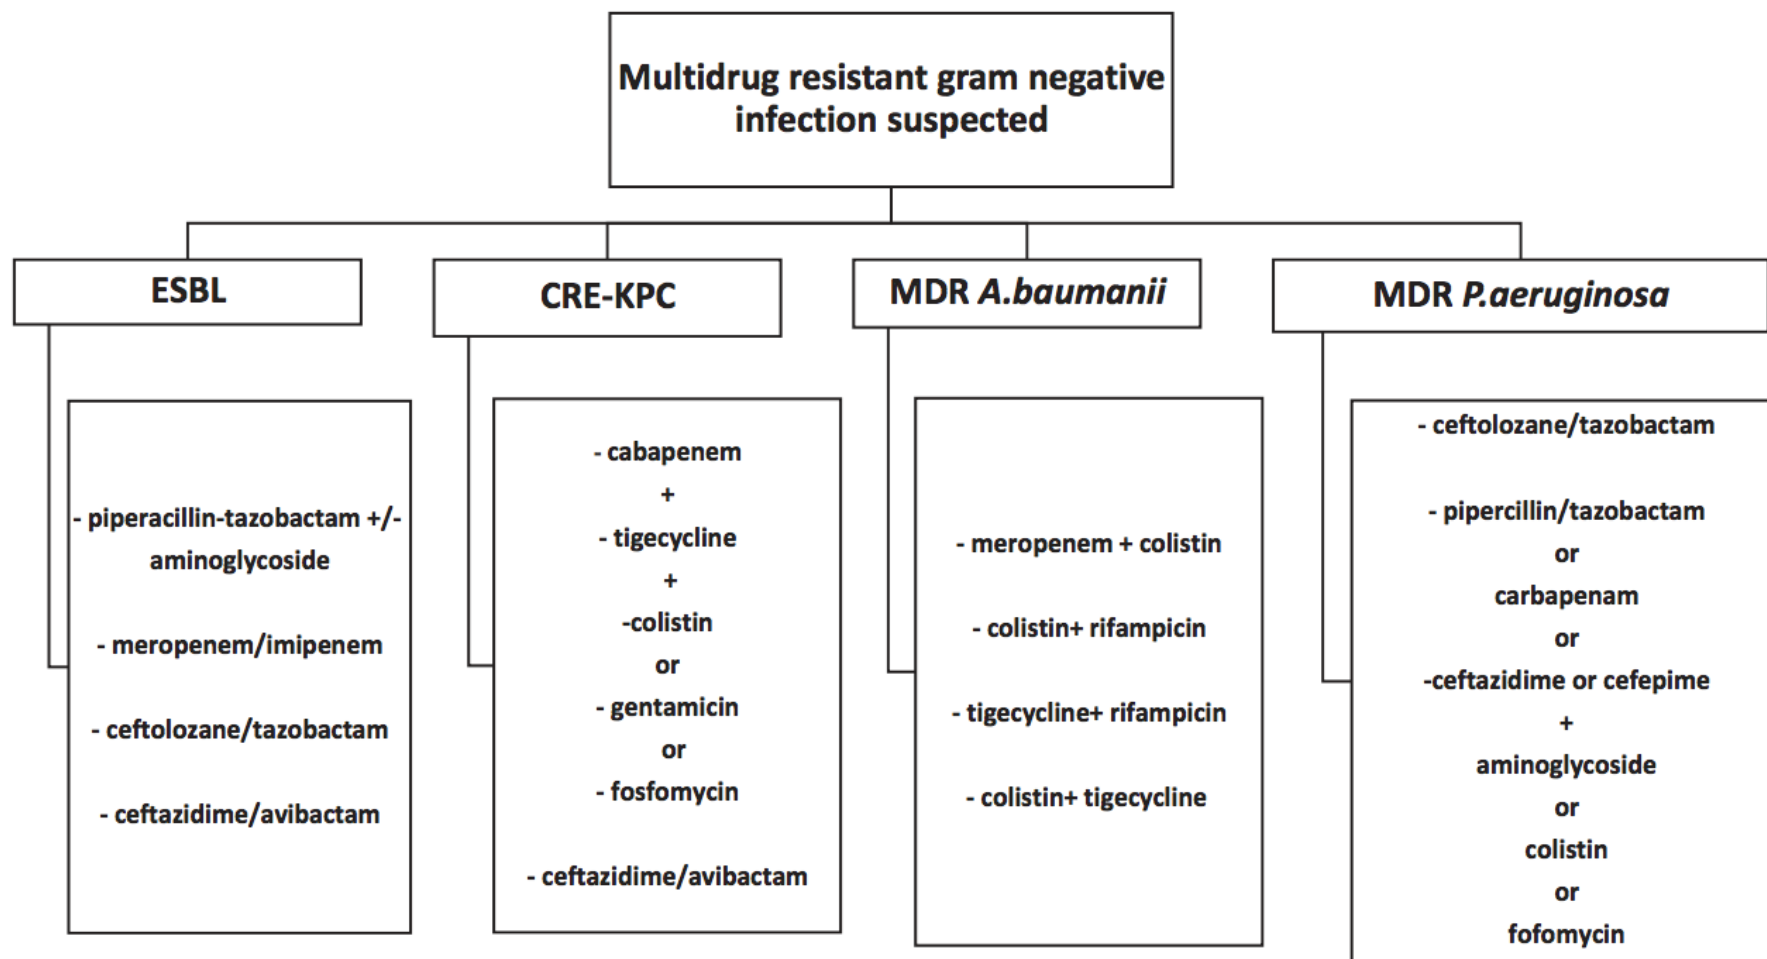 Multidrug resistant gram negative
infection suspected
ESBL
CRE-KPC
MDR A.baumanii
MDR P.aeruginosa
- piperacillin-tazobactam +/-
aminoglycoside
- meropenem/imipenem
- ceftolozane/tazobactam
- ceftazidime/avibactam
- cabapenem
+
- tigecycline
+
-colistin
or
- gentamicin
or
- fosfomycin
- ceftazidime/avibactam
- meropenem + colistin
- colistin+ rifampicin
- tigecycline+ rifampicin
- colistin+ tigecycline
- ceftolozane/tazobactam
- pipercillin/tazobactam
or
carbapenam
or
-ceftazidime or cefepime
+
aminoglycoside
or
colistin
or
fofomycin